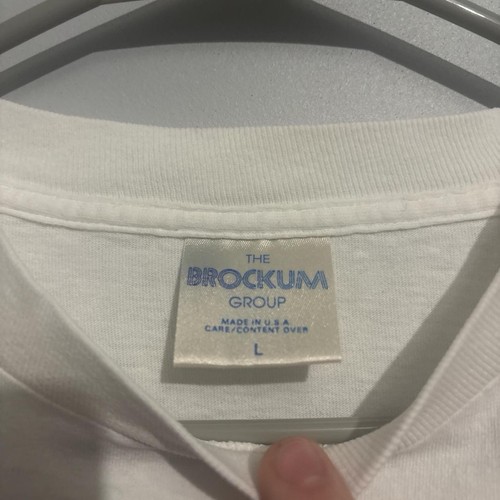 THE
BROCKUM
GROUP
MADE IN U.S.A.
CARE/CONTENT OVER
L